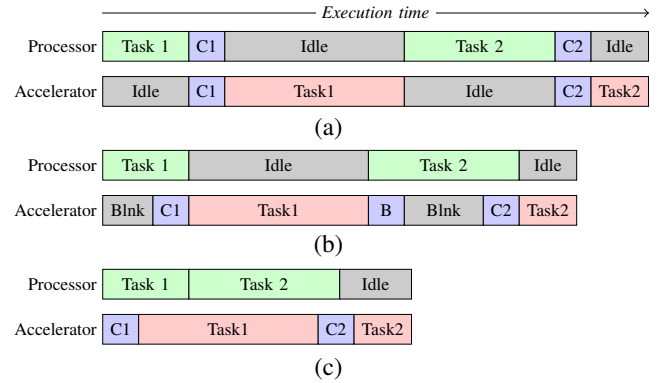 Execution time
Processor Task 1 C1 Idle Task 2 C2 Idle
Accelerator Idle C1 Task1 Idle C2 Task2
(a)
Processor Task 1 Idle Task 2 Idle
Accelerator Blnk C1 Task1 B Blnk C2 Task2
(b)
Processor Task 1 Task 2 Idle
Accelerator C1 Task1 C2 Task2
(c)